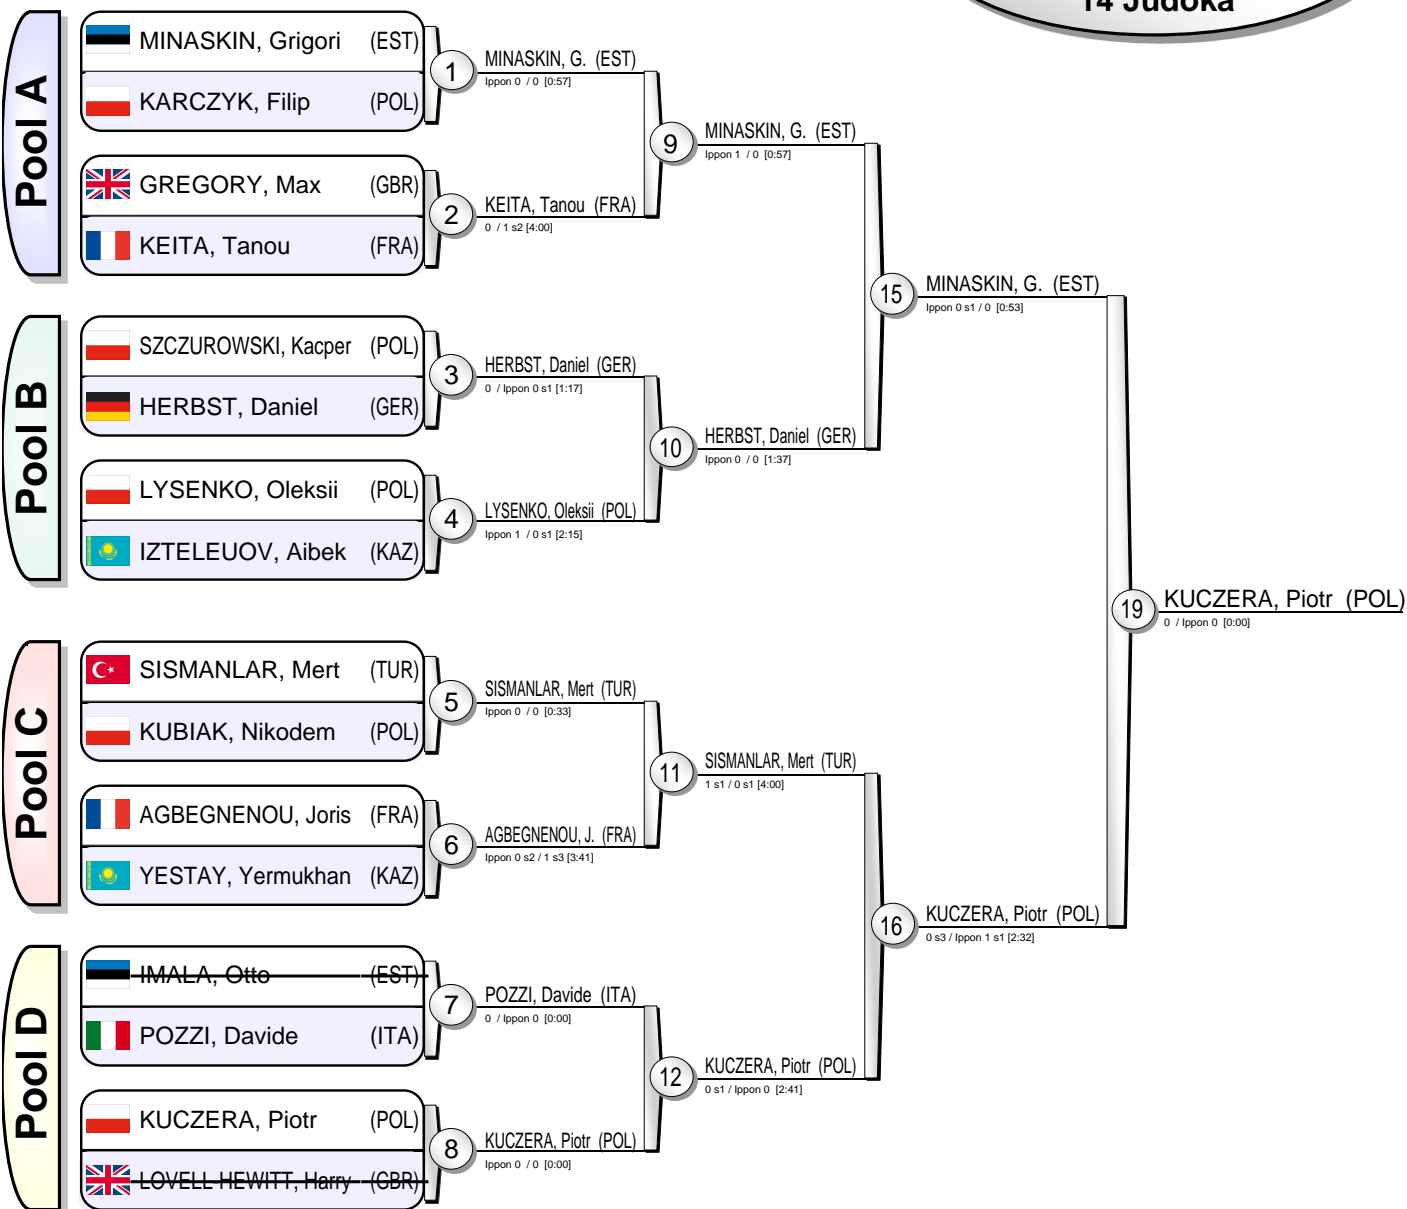 14 Judoka
Pool A
MINASKIN, Grigori (EST)
KARCZYK, Filip (POL)
GREGORY, Max (GBR)
KEITA, Tanou (FRA)
1
MINASKIN, G. (EST)
Ippon 0 / 0 [0:57]
2
KEITA, Tanou (FRA)
0 / 1 s2 [4:00]
9
MINASKIN, G. (EST)
Ippon 1 / 0 [0:57]
Pool B
SZCZUROWSKI, Kacper (POL)
HERBST, Daniel (GER)
LYSENKO, Oleksii (POL)
IZTELEUOV, Aibek (KAZ)
3
HERBST, Daniel (GER)
0 / Ippon 0 s1 [1:17]
4
LYSENKO, Oleksii (POL)
Ippon 1 / 0 s1 [2:15]
10
HERBST, Daniel (GER)
Ippon 0 / 0 [1:37]
15
MINASKIN, G. (EST)
Ippon 0 s1 / 0 [0:53]
Pool C
SISMANLAR, Mert (TUR)
KUBIAK, Nikodem (POL)
AGBEGNENOU, Joris (FRA)
YESTAY, Yermukhan (KAZ)
5
SISMANLAR, Mert (TUR)
Ippon 0 / 0 [0:33]
6
AGBEGNENOU, J. (FRA)
Ippon 0 s2 / 1 s3 [3:41]
11
SISMANLAR, Mert (TUR)
1 s1 / 0 s1 [4:00]
Pool D
IMALA, Otto (EST)
POZZI, Davide (ITA)
KUCZERA, Piotr (POL)
LOVELL-HEWITT, Harry (GBR)
7
POZZI, Davide (ITA)
0 / Ippon 0 [0:00]
8
KUCZERA, Piotr (POL)
Ippon 0 / 0 [0:00]
12
KUCZERA, Piotr (POL)
0 s1 / Ippon 0 [2:41]
16
KUCZERA, Piotr (POL)
0 s3 / Ippon 1 s1 [2:32]
19
KUCZERA, Piotr (POL)
0 / Ippon 0 [0:00]